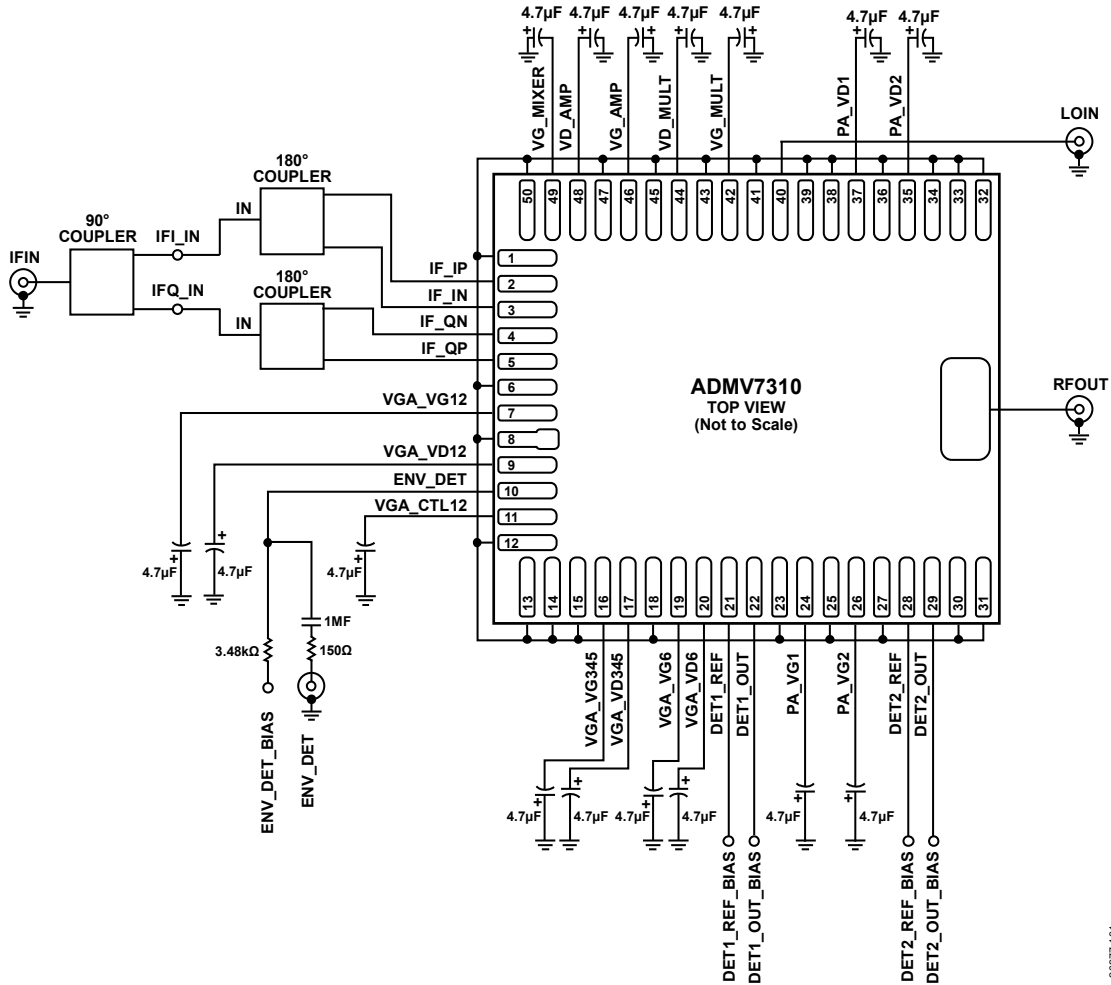 4.7µF 4.7µF 4.7µF 4.7µF 4.7µF 4.7µF 4.7µF
+ + + + + + +
VG_MIXER
VD_AMP
VG_AMP
VD_MULT
VG_MULT
PA_VD1
PA_VD2
LOIN
50 49 48 47 46 45 44 43 42 41 40 39 38 37 36 35 34 33 32
180°
COUPLER
IN
90°
COUPLER
IFI_IN
IFIN
IFQ_IN
180°
COUPLER
IN
IF_IP
IF_IN
IF_QN
IF_QP
VGA_VG12
VGA_VD12
ENV_DET
VGA_CTL12
1
2
3
4
5
6
7
8
9
10
11
12
ADMV7310
TOP VIEW
(Not to Scale)
RFOUT
+ + +
4.7µF 4.7µF 4.7µF
3.48kΩ
1MF
150Ω
ENV_DET_BIAS
ENV_DET
13 14 15 16 17 18 19 20 21 22 23 24 25 26 27 28 29 30 31
VGA_VG345
VGA_VD345
VGA_VG6
VGA_VD6
DET1_REF
DET1_OUT
PA_VG1
PA_VG2
DET2_REF
DET2_OUT
+ + + + + +
4.7µF 4.7µF 4.7µF 4.7µF 4.7µF 4.7µF
DET1_REF_BIAS
DET1_OUT_BIAS
DET2_REF_BIAS
DET2_OUT_BIAS